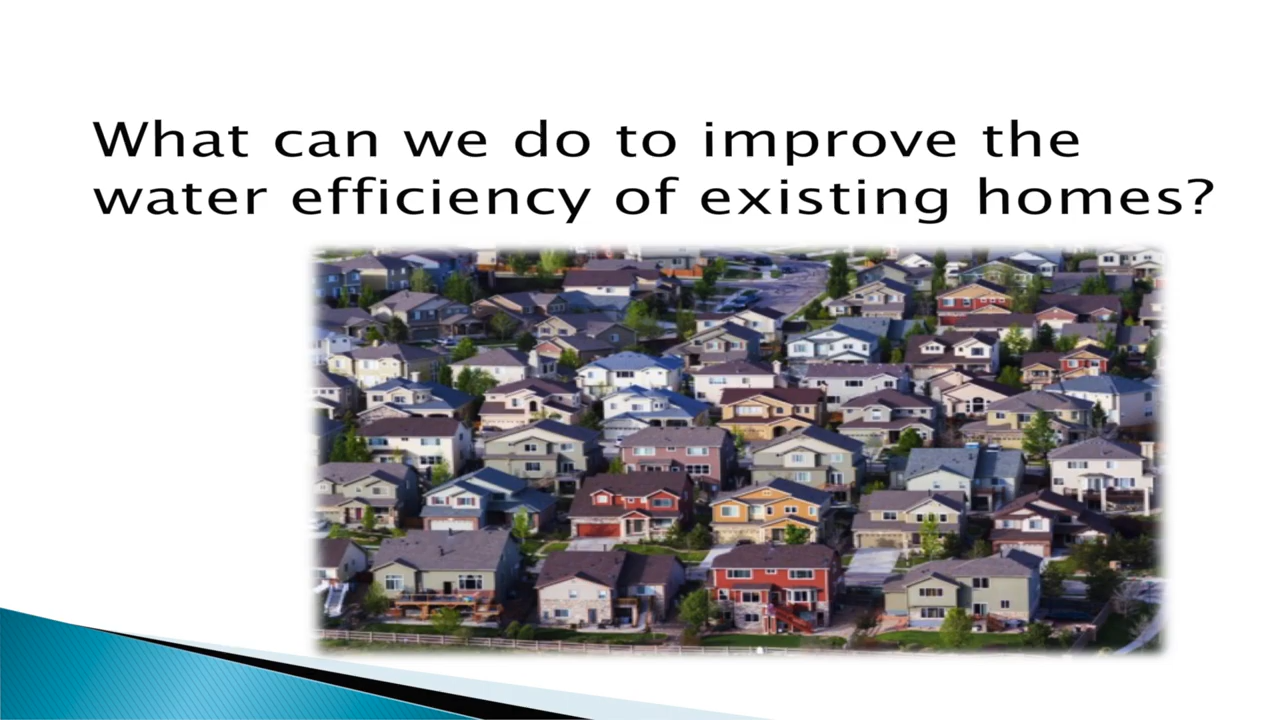 What can we do to improve the
water efficiency of existing homes?